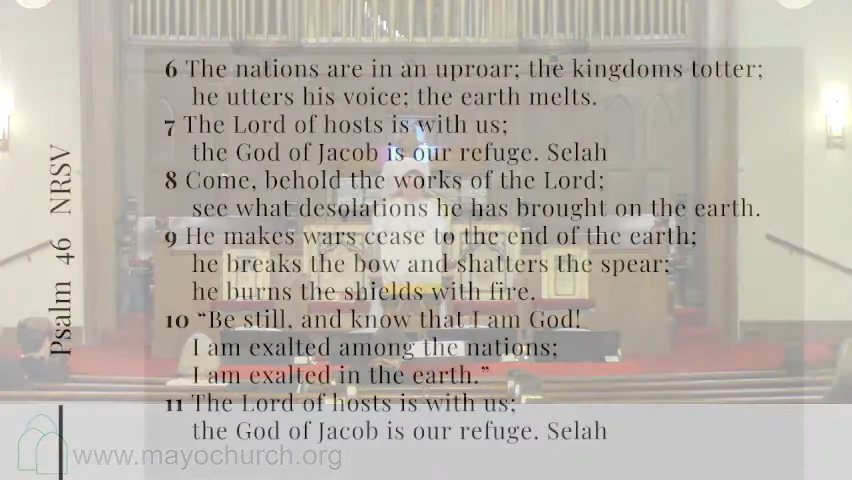 6 The nations are in an uproar; the kingdoms totter;
he utters his voice; the earth melts.
7 The Lord of hosts is with us;
the God of Jacob is our refuge. Selah
8 Come, behold the works of the Lord;
see what desolations he has brought on the earth.
9 He makes wars cease to the end of the earth;
he breaks the bow and shatters the spear;
he burns the shields with fire.
10 “Be still, and know that I am God!
I am exalted among the nations;
I am exalted in the earth.”
11 The Lord of hosts is with us;
the God of Jacob is our refuge. Selah
Psalm 46 NRSV
www.mayochurch.org